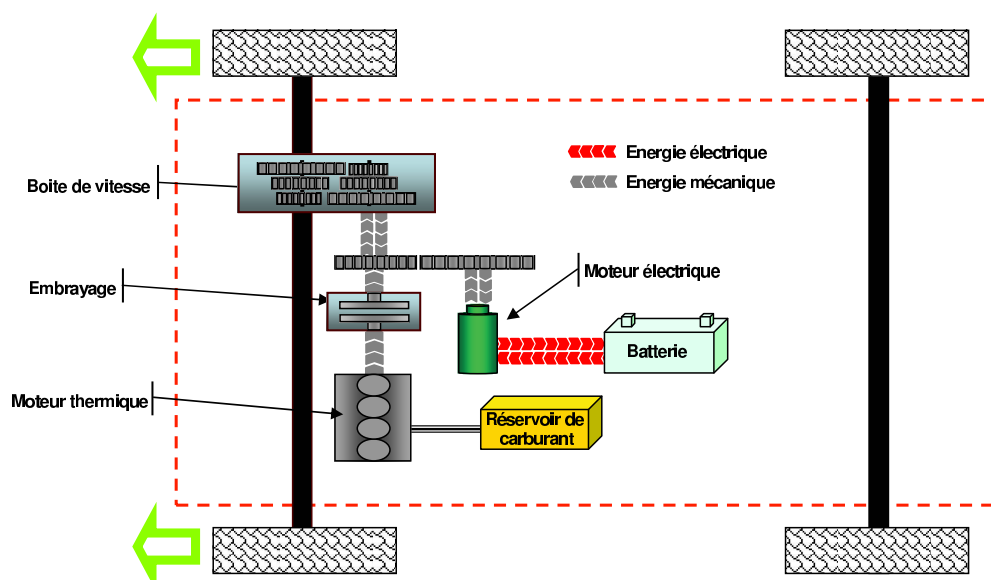 Energie électrique
Boite de vitesse
Energie mécanique
Moteur électrique
Embrayage
Batterie
Moteur thermique
Réservoir de
carburant